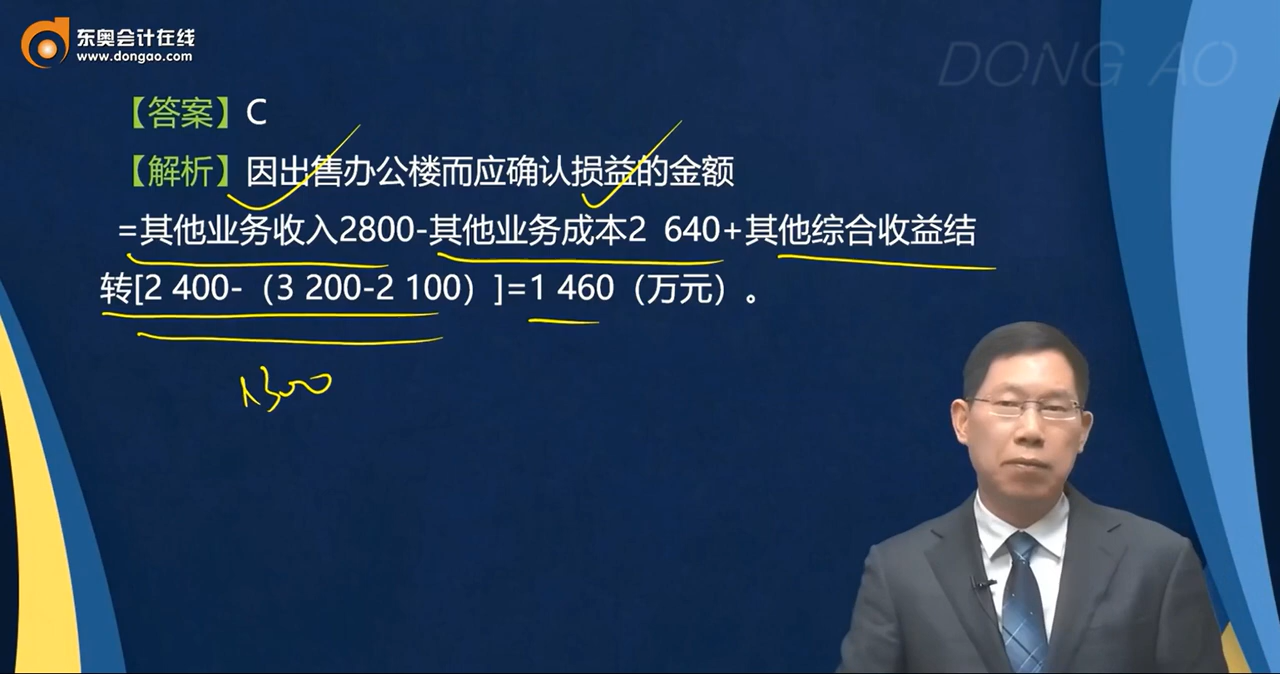 东奥会计在线
www.dongao.com
DONG AO
【答案】C
【解析】因出售办公楼而应确认损益的金额
=其他业务收入2800-其他业务成本2 640+其他综合收益结
转[2 400-（3 200-2 100）]=1 460（万元）。
1300